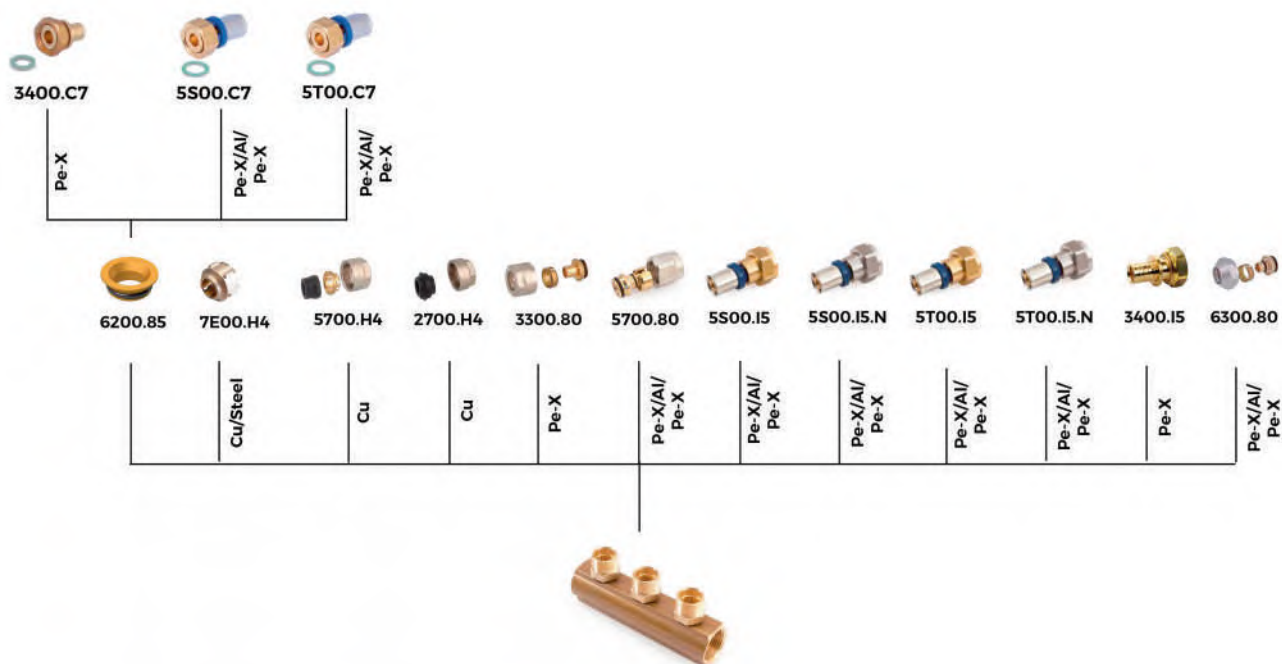 3400.C7
5S00.C7
5T00.C7
Pe-X
Pe-X/Al/
Pe-X
Pe-X/Al/
Pe-X
6200.85
7E00.H4
5700.H4
2700.H4
3300.80
5700.80
5S00.I5
5S00.I5.N
5T00.I5
5T00.I5.N
3400.I5
6300.80
Cu/Steel
Cu
Cu
Pe-X
Pe-X/Al/
Pe-X
Pe-X/Al/
Pe-X
Pe-X/Al/
Pe-X
Pe-X/Al/
Pe-X
Pe-X/Al/
Pe-X
Pe-X
Pe-X/Al/
Pe-X